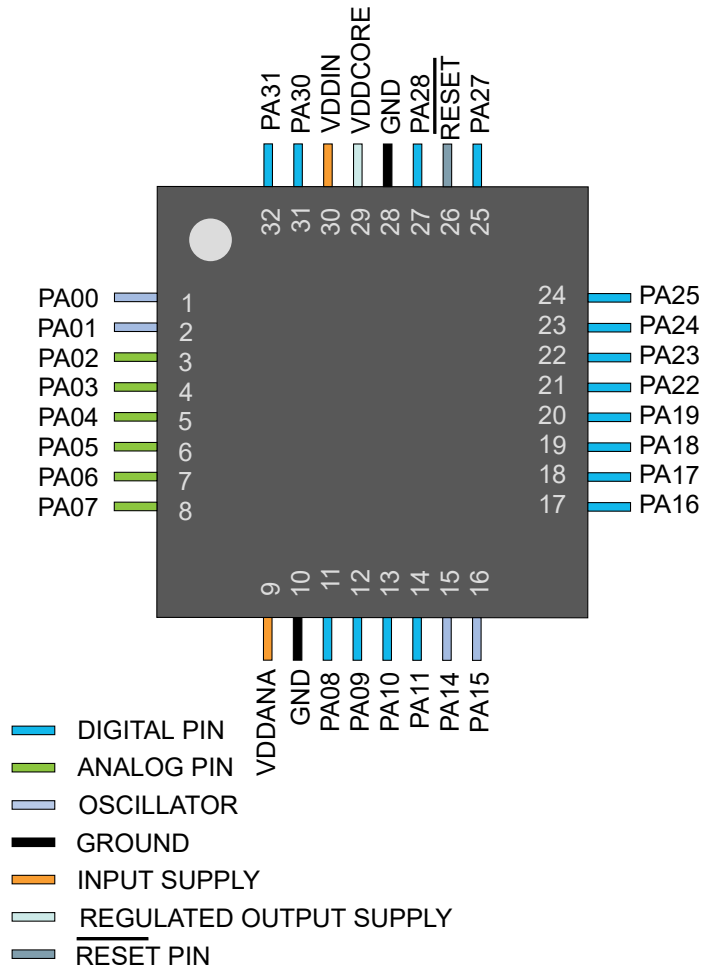 PA31
PA30
VDDIN
VDDCORE
GND
PA28
RESET
PA27
32
31
30
29
28
27
26
25
PA00
1
PA01
2
PA02
3
PA03
4
PA04
5
PA05
6
PA06
7
PA07
8
24
PA25
23
PA24
22
PA23
21
PA22
20
PA19
19
PA18
18
PA17
17
PA16
9
10
11
12
13
14
15
16
VDDANA
GND
PA08
PA09
PA10
PA11
PA14
PA15
DIGITAL PIN
ANALOG PIN
OSCILLATOR
GROUND
INPUT SUPPLY
REGULATED OUTPUT SUPPLY
RESET PIN